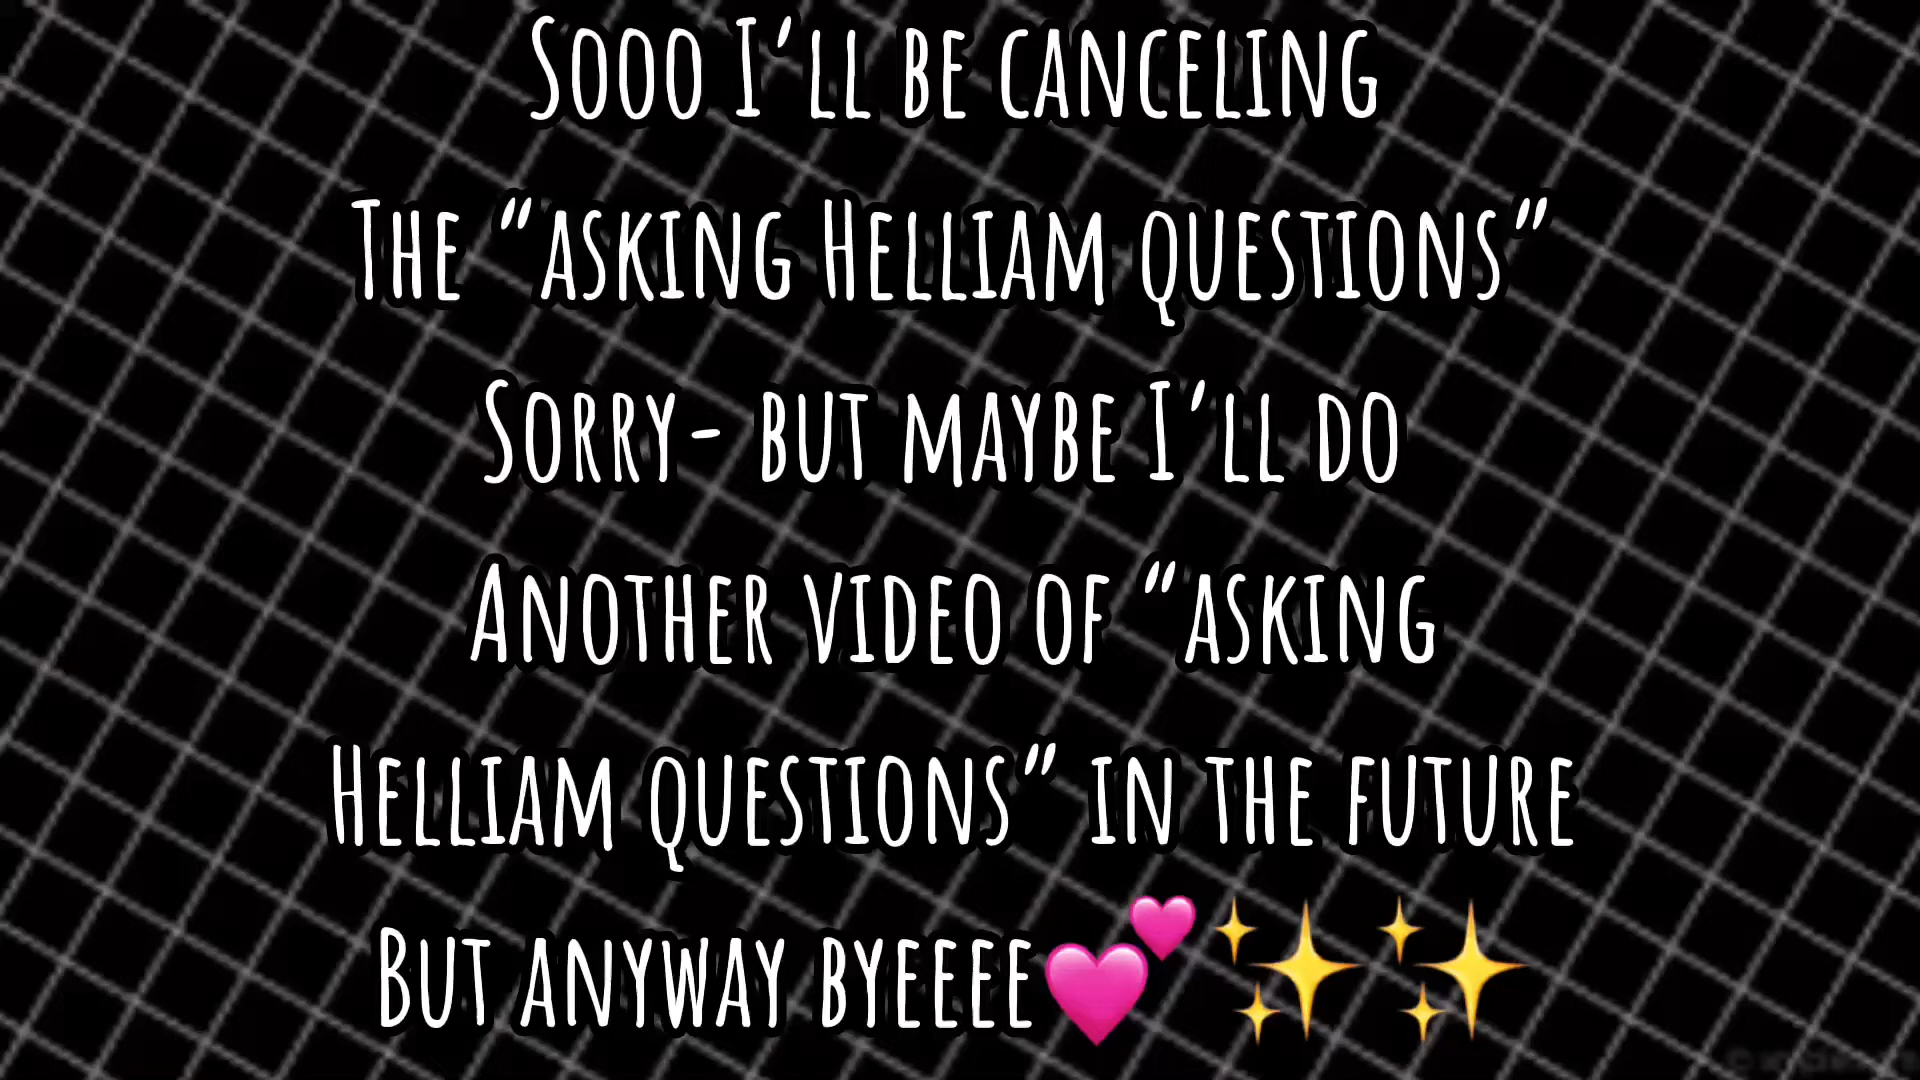 Sooo I'll be canceling
The "asking Helliam questions"
Sorry- but maybe I'll do
Another video of "asking
Helliam questions" in the future
But anyway byeeee💕✨✨